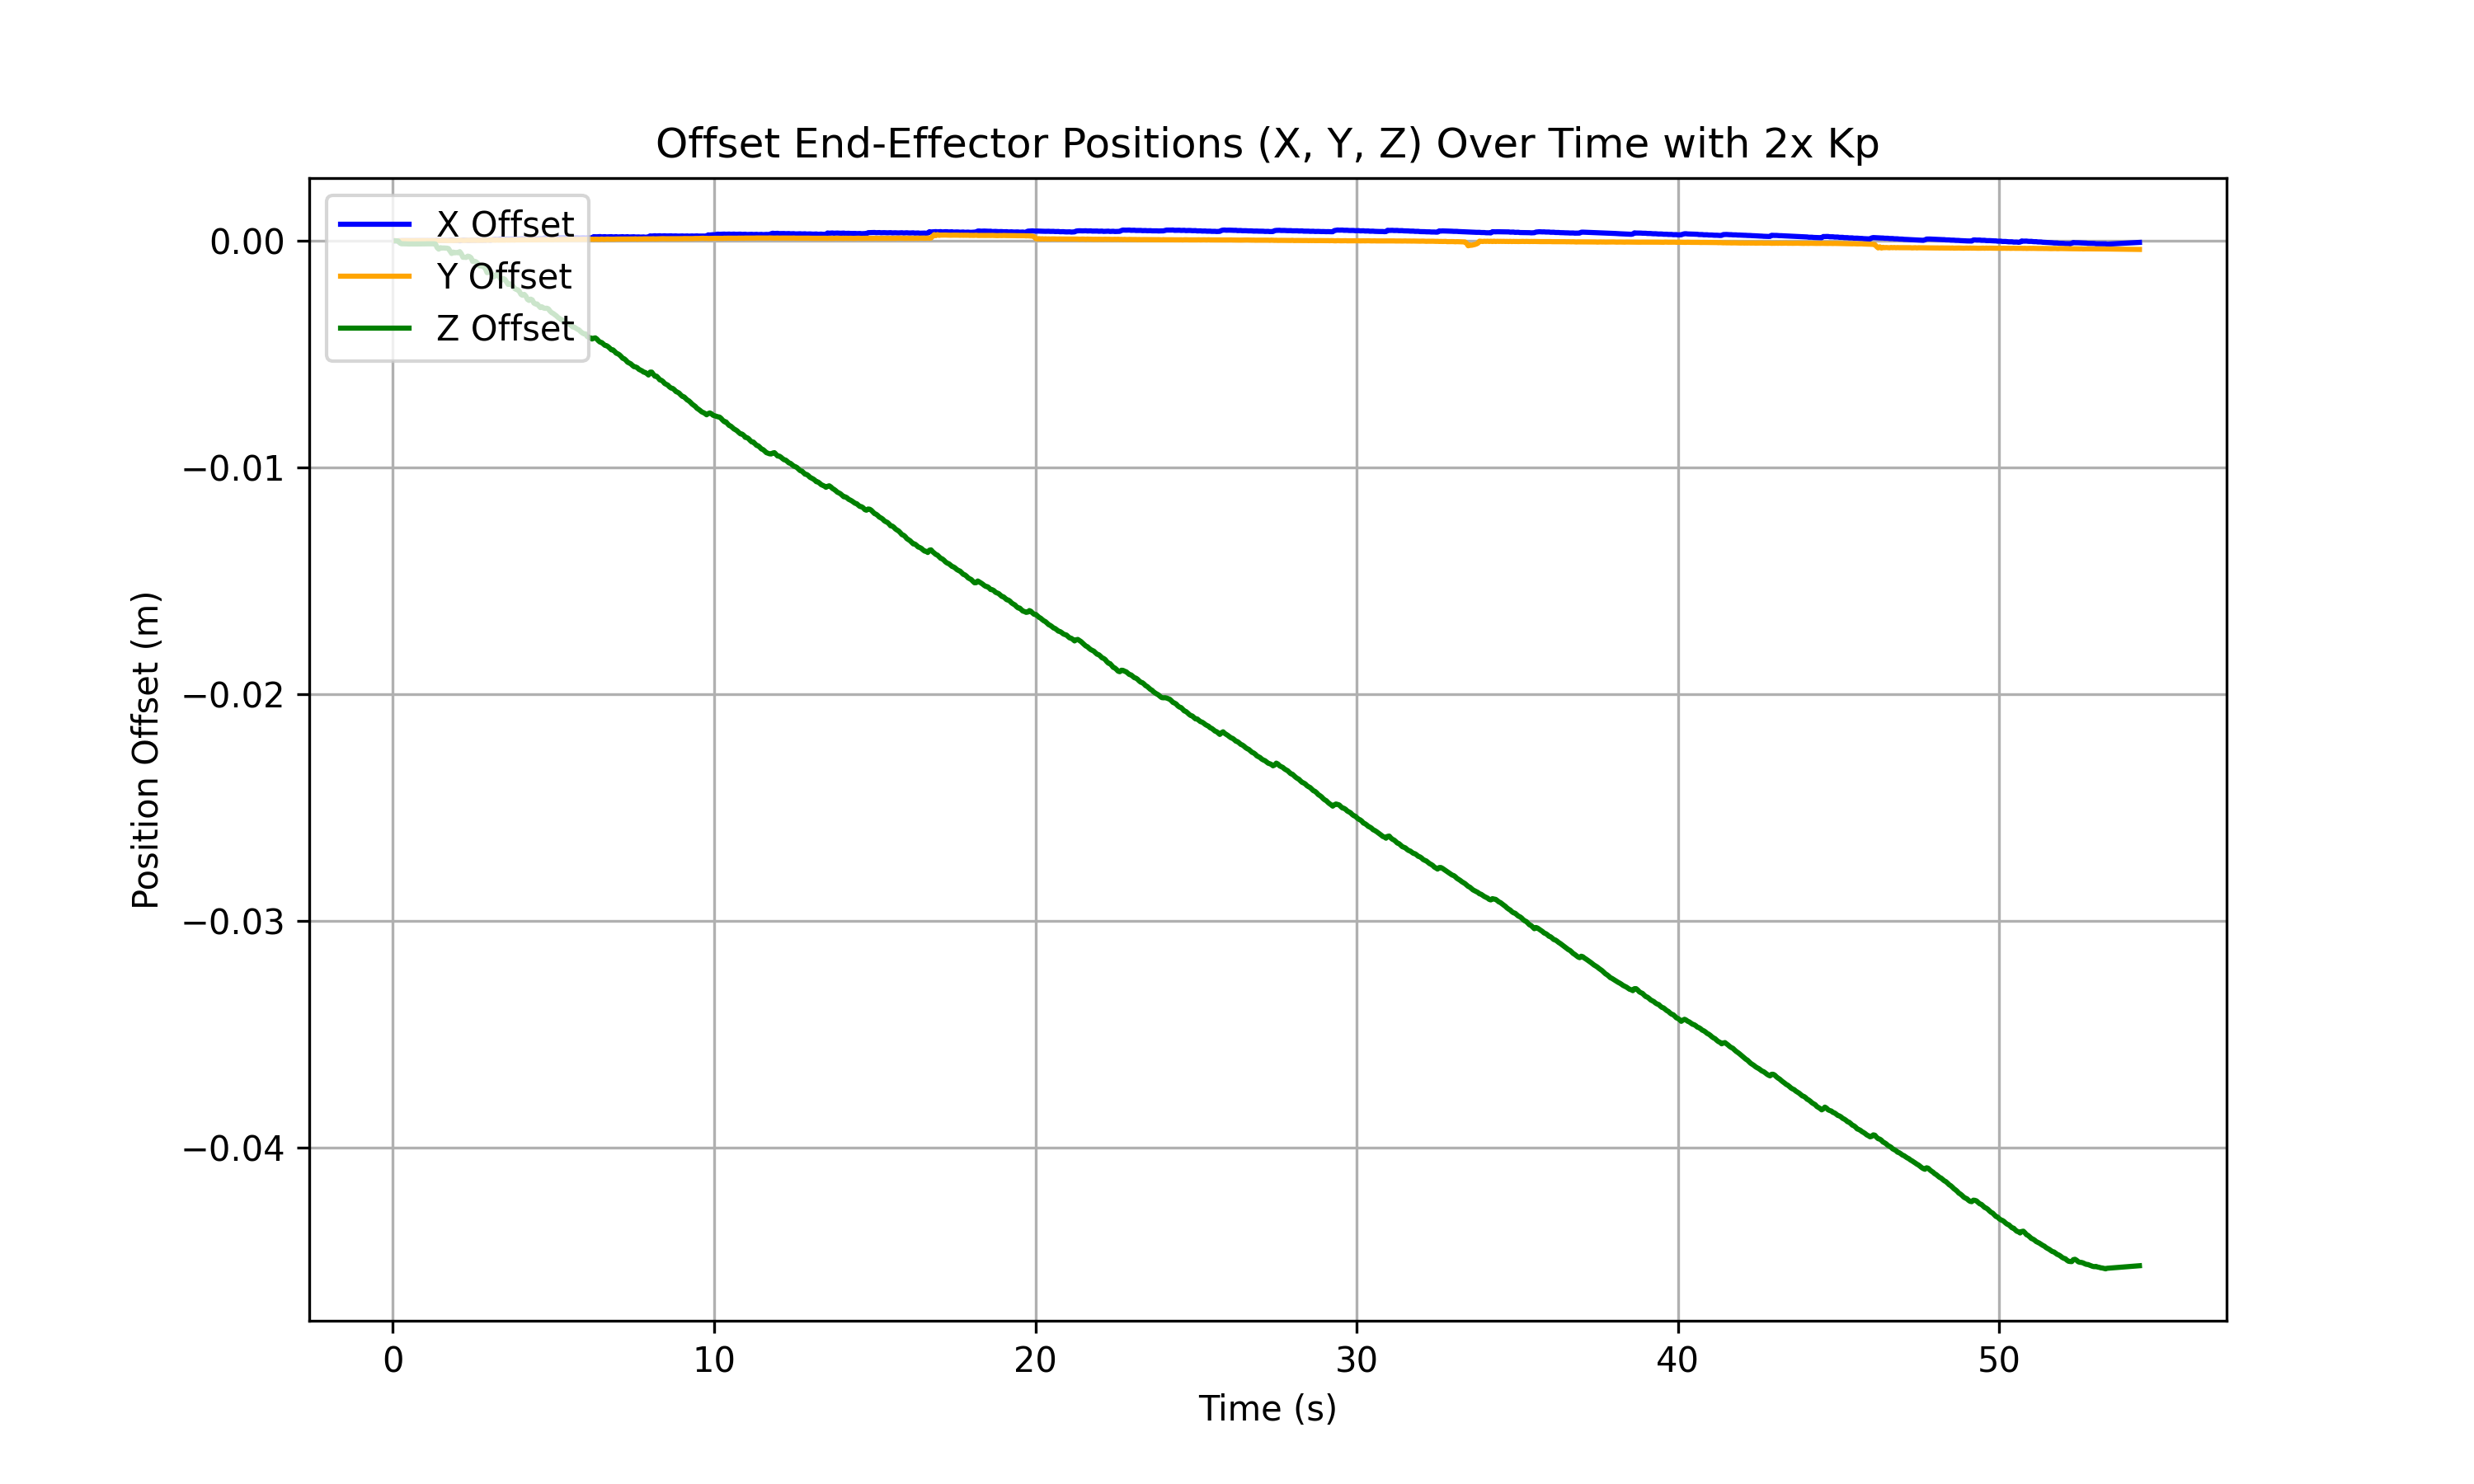 Offset End-Effector Positions (X, Y, Z) Over Time with 2x Kp
X Offset
Y Offset
Z Offset
0.00
−0.01
−0.02
−0.03
−0.04
Position Offset (m)
0 10 20 30 40 50
Time (s)